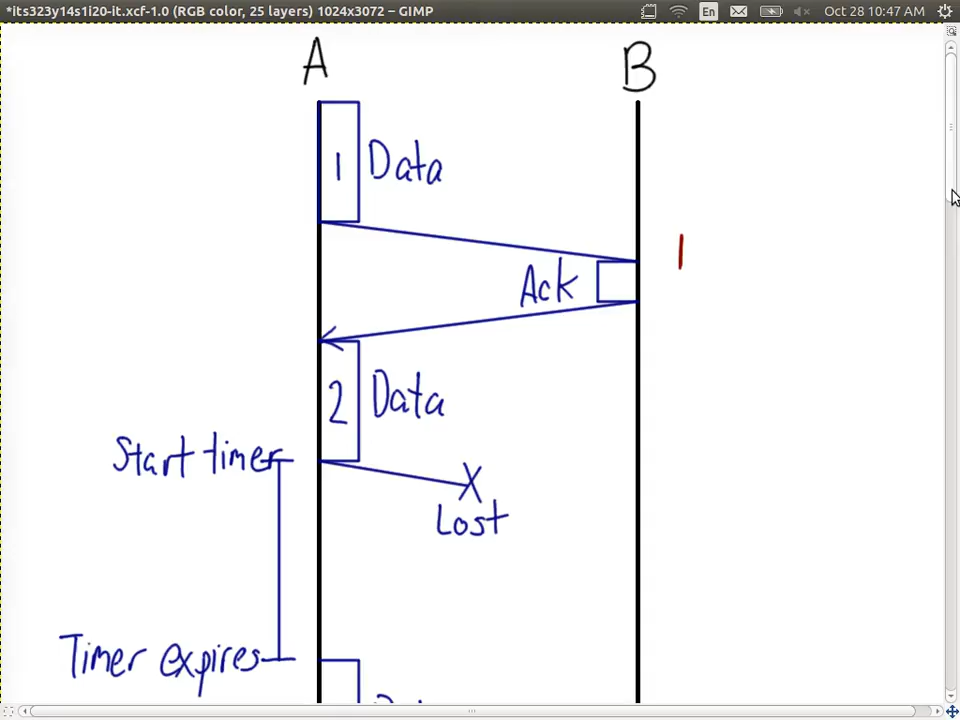 *its323y14s1i20-it.xcf-1.0 (RGB color, 25 layers) 1024x3072 – GIMP
En
Oct 28 10:47 AM
A
B
1 Data
1
Ack
2 Data
Start timer
X
Lost
Timer expires